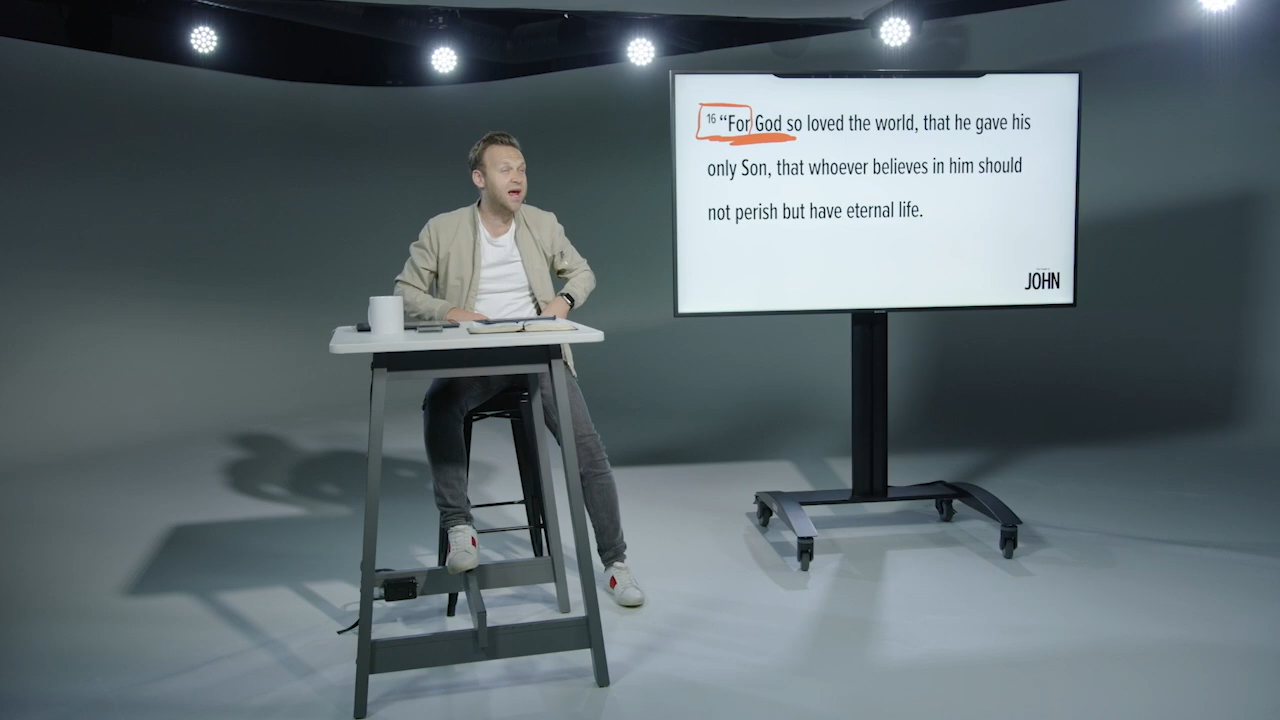 16 “For God so loved the world, that he gave his
only Son, that whoever believes in him should
not perish but have eternal life.
JOHN